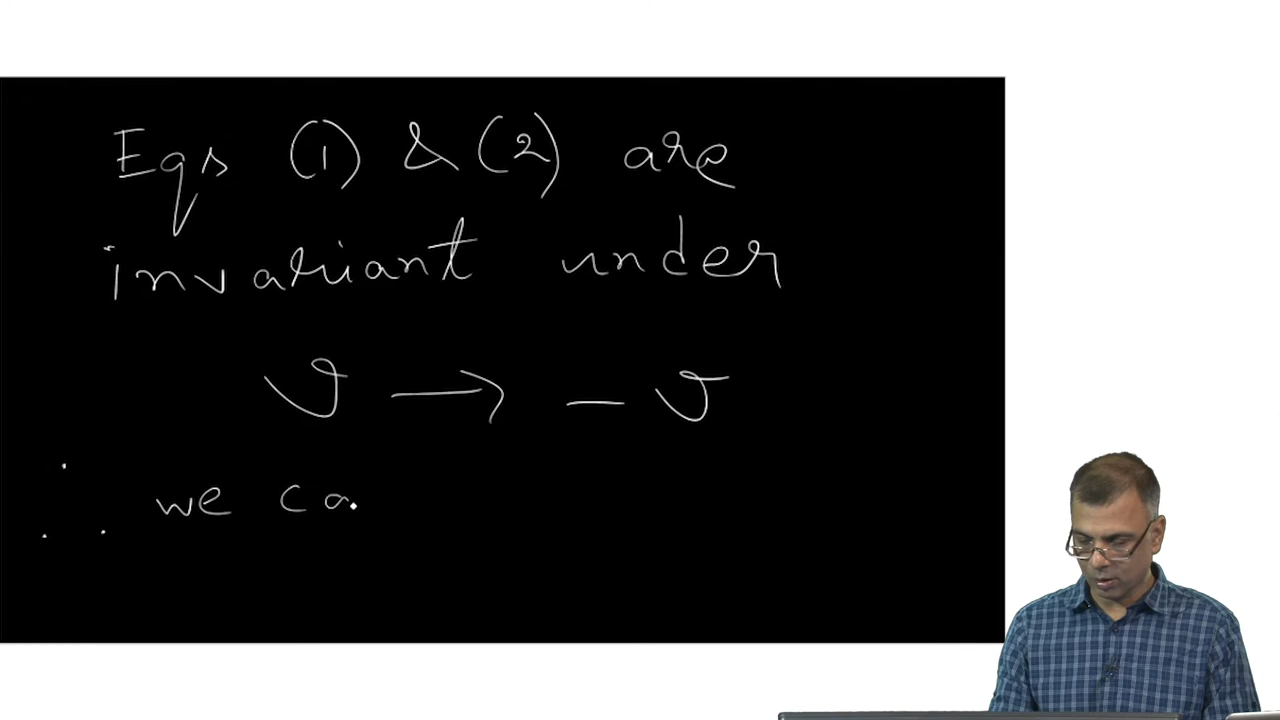 Eqs (1) & (2) are
invariant under
v → - v
∴ we ca